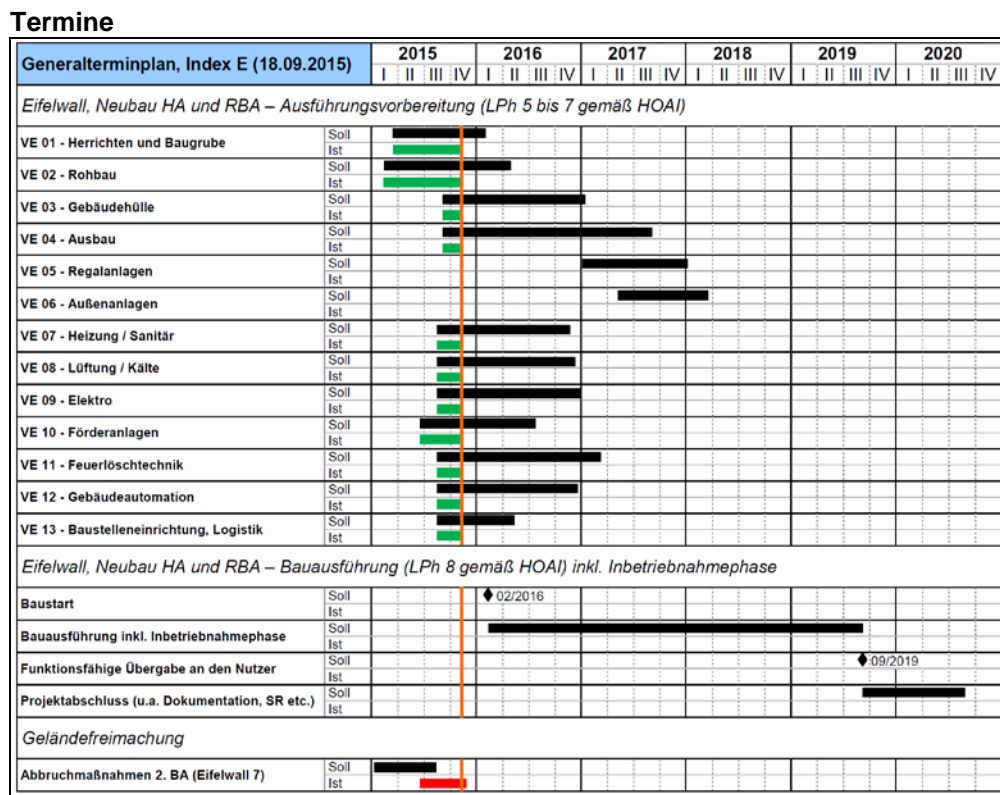 Termine
Generalterminplan, Index E (18.09.2015)
2015 2016 2017 2018 2019 2020
I II III IV I II III IV I II III IV I II III IV I II III IV I II III IV
Eifelwall, Neubau HA und RBA – Ausführungsvorbereitung (LPh 5 bis 7 gemäß HOAI)
VE 01 - Herrichten und Baugrube
Soll
Ist
VE 02 - Rohbau
Soll
Ist
VE 03 - Gebäudehülle
Soll
Ist
VE 04 - Ausbau
Soll
Ist
VE 05 - Regalanlagen
Soll
Ist
VE 06 - Außenanlagen
Soll
Ist
VE 07 - Heizung / Sanitär
Soll
Ist
VE 08 - Lüftung / Kälte
Soll
Ist
VE 09 - Elektro
Soll
Ist
VE 10 - Förderanlagen
Soll
Ist
VE 11 - Feuerlöschtechnik
Soll
Ist
VE 12 - Gebäudeautomation
Soll
Ist
VE 13 - Baustelleneinrichtung, Logistik
Soll
Ist
Eifelwall, Neubau HA und RBA – Bauausführung (LPh 8 gemäß HOAI) inkl. Inbetriebnahmephase
Baustart
Soll
02/2016
Ist
Bauausführung inkl. Inbetriebnahmephase
Soll
Ist
Funktionsfähige Übergabe an den Nutzer
Soll
09/2019
Ist
Projektabschluss (u.a. Dokumentation, SR etc.)
Soll
Ist
Geländefreimachung
Abbruchmaßnahmen 2. BA (Eifelwall 7)
Soll
Ist